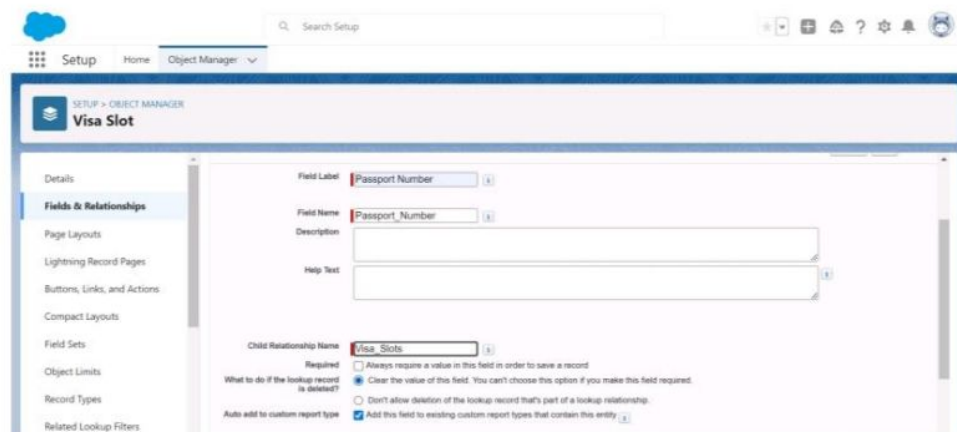 Search Setup
Setup Home Object Manager
SETUP > OBJECT MANAGER
Visa Slot
Details
Fields & Relationships
Page Layouts
Lightning Record Pages
Buttons, Links, and Actions
Compact Layouts
Field Sets
Object Limits
Record Types
Related Lookup Filters
Field Label Passport Number
Field Name Passport_Number
Description
Help Text
Child Relationship Name Visa_Slots
Required Always require a value in this field in order to save a record
What to do if the lookup record is deleted? Clear the value of this field. You can't choose this option if you make this field required.
Don't allow deletion of the lookup record that's part of a lookup relationship.
Auto add to custom report type Add this field to existing custom report types that contain this entity